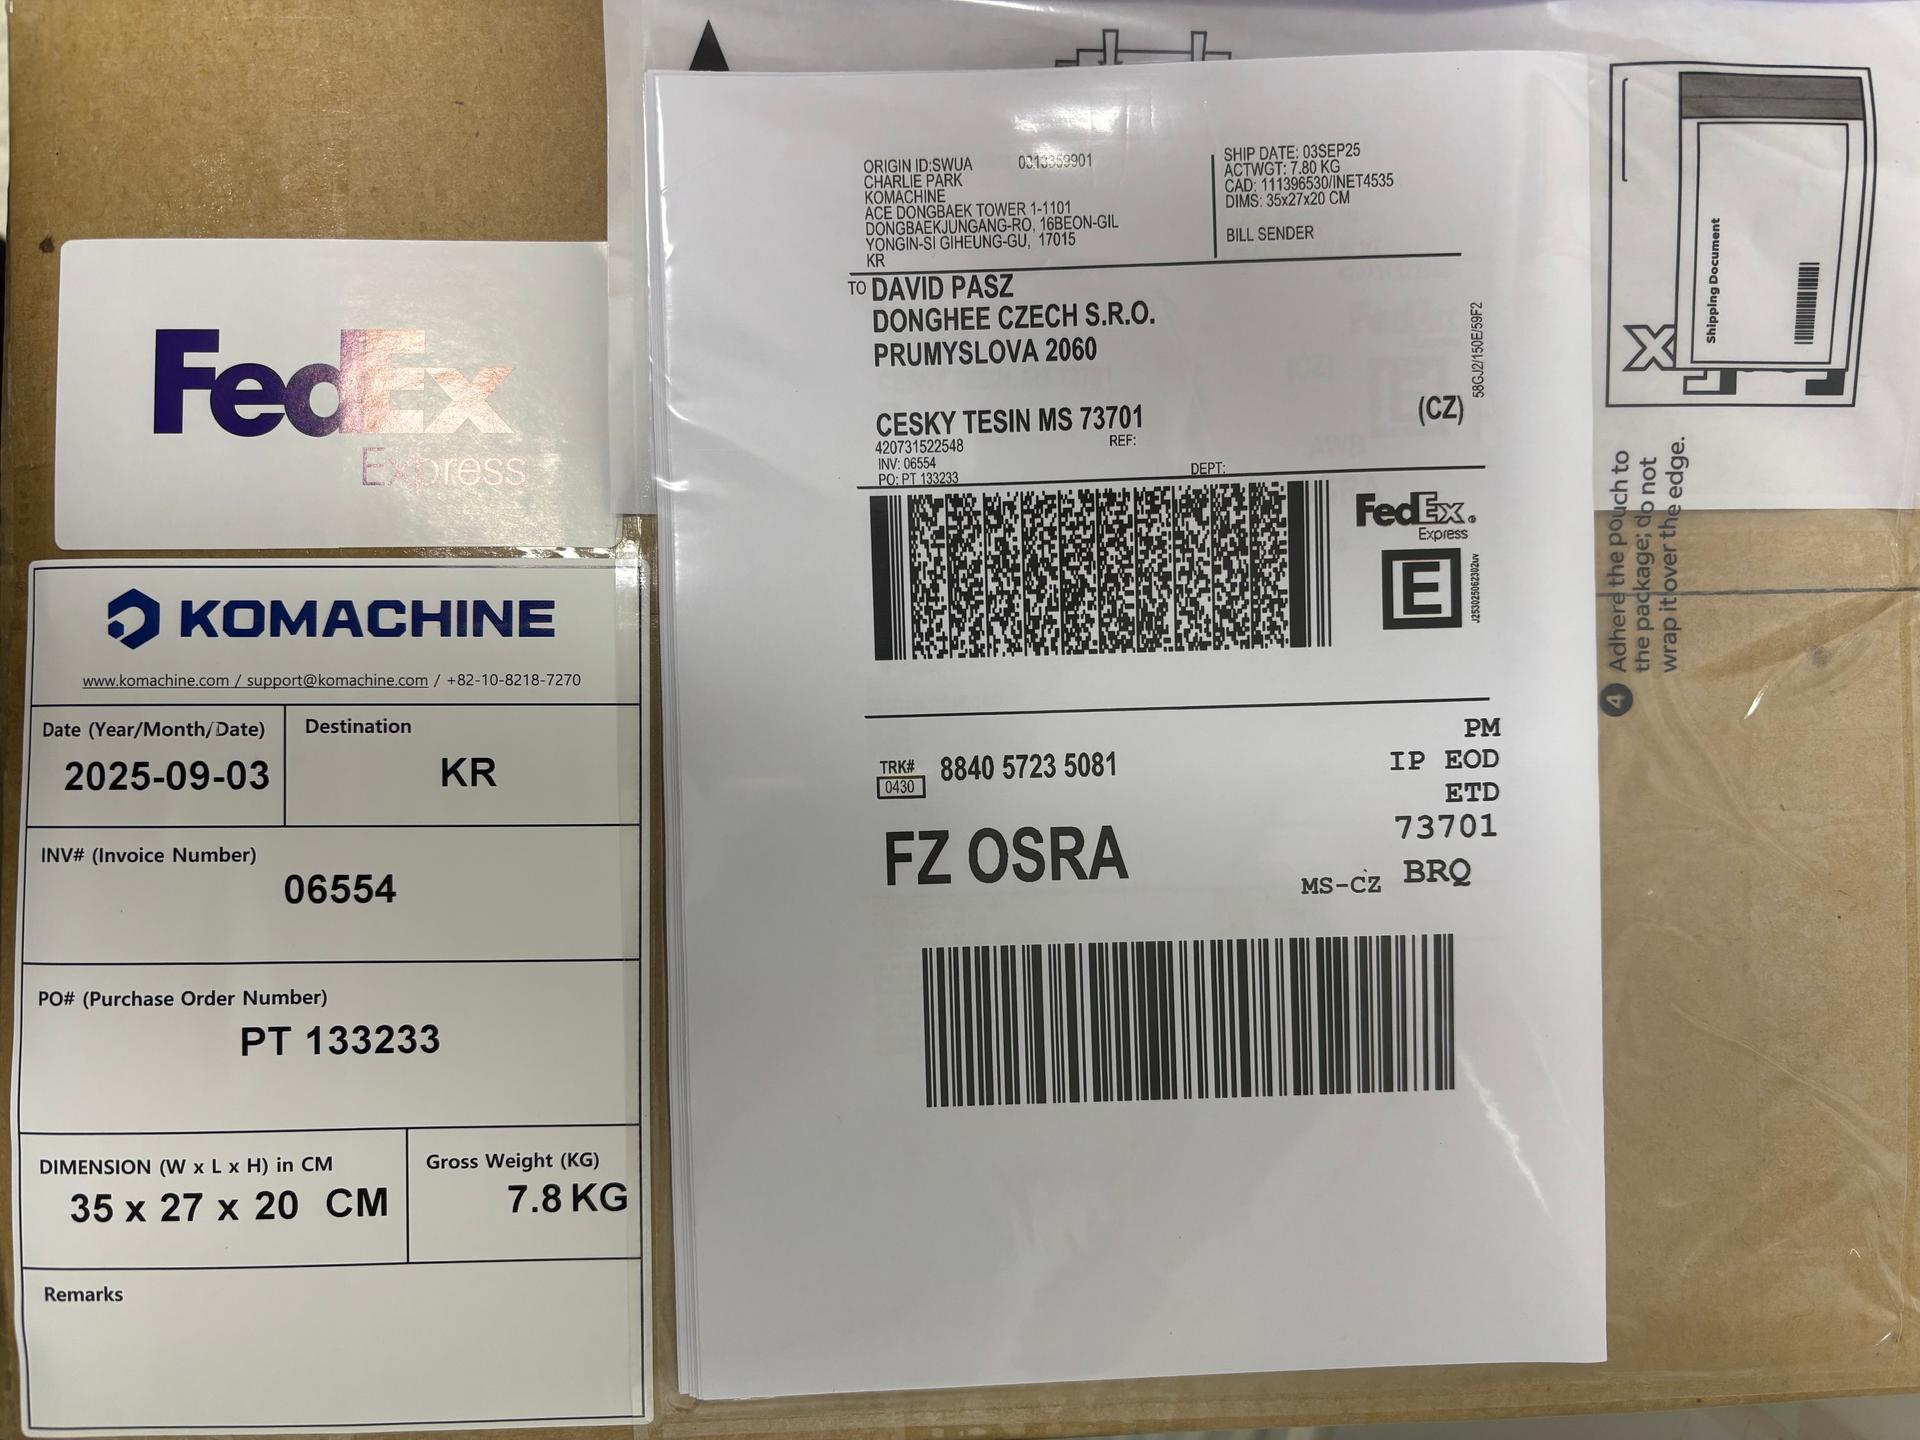 FedEx
Express
KOMACHINE
www.komachine.com / support@komachine.com / +82-10-8218-7270
Date (Year/Month/Date)
2025-09-03
Destination
KR
INV# (Invoice Number)
06554
PO# (Purchase Order Number)
PT 133233
DIMENSION (W x L x H) in CM
35 x 27 x 20 CM
Gross Weight (KG)
7.8 KG
Remarks
ORIGIN ID:SWUA 0313359901
CHARLIE PARK
KOMACHINE
ACE DONGBAEK TOWER 1-1101
DONGBAEKJUNGANG-RO, 16BEON-GIL
YONGIN-SI GIHEUNG-GU, 17015
KR
SHIP DATE: 03SEP25
ACTWGT: 7.80 KG
CAD: 111396530/INET4535
DIMS: 35x27x20 CM
BILL SENDER
TO DAVID PASZ
DONGHEE CZECH S.R.O.
PRUMYSLOVA 2060
CESKY TESIN MS 73701
(CZ)
420731522548
REF:
INV: 06554
PO: PT 133233
DEPT:
58GJ2/150E/59F2
FedEx
Express
E
J253025062302uv
TRK#
0430
8840 5723 5081
PM
IP EOD
ETD
73701
FZ OSRA
MS-CZ BRQ
X
Shipping Document
4 Adhere the pouch to
the package; do not
wrap it over the edge.